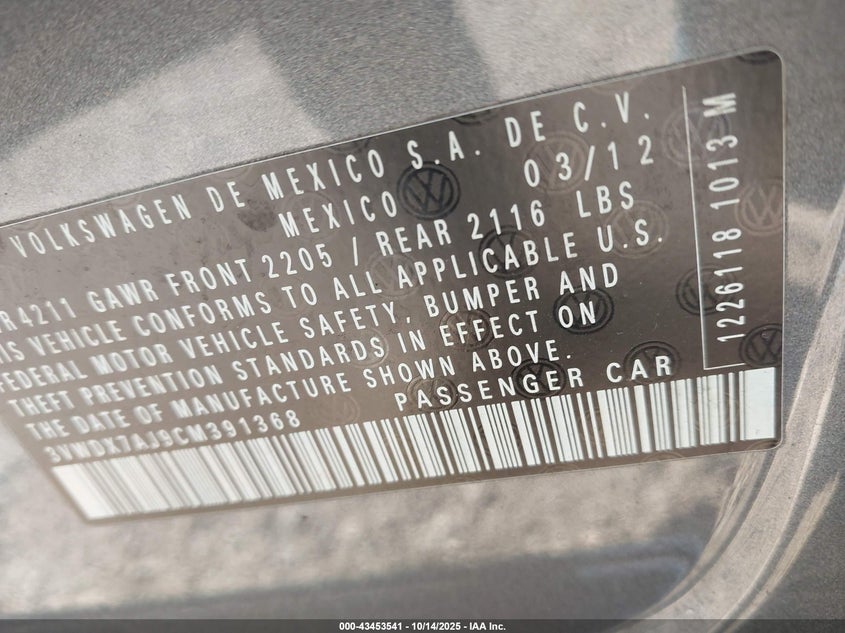 VOLKSWAGEN DE MEXICO S.A. DE C.V.
MEXICO 03/12
R4211 GAWR FRONT 2205 / REAR 2116 LBS
IS VEHICLE CONFORMS TO ALL APPLICABLE U.S.
FEDERAL MOTOR VEHICLE SAFETY, BUMPER AND
THEFT PREVENTION STANDARDS IN EFFECT ON
THE DATE OF MANUFACTURE SHOWN ABOVE.
3VWDX7AJ9CM391368 PASSENGER CAR
1226118 1013 M
000-43453541 - 10/14/2025 - IAA Inc.